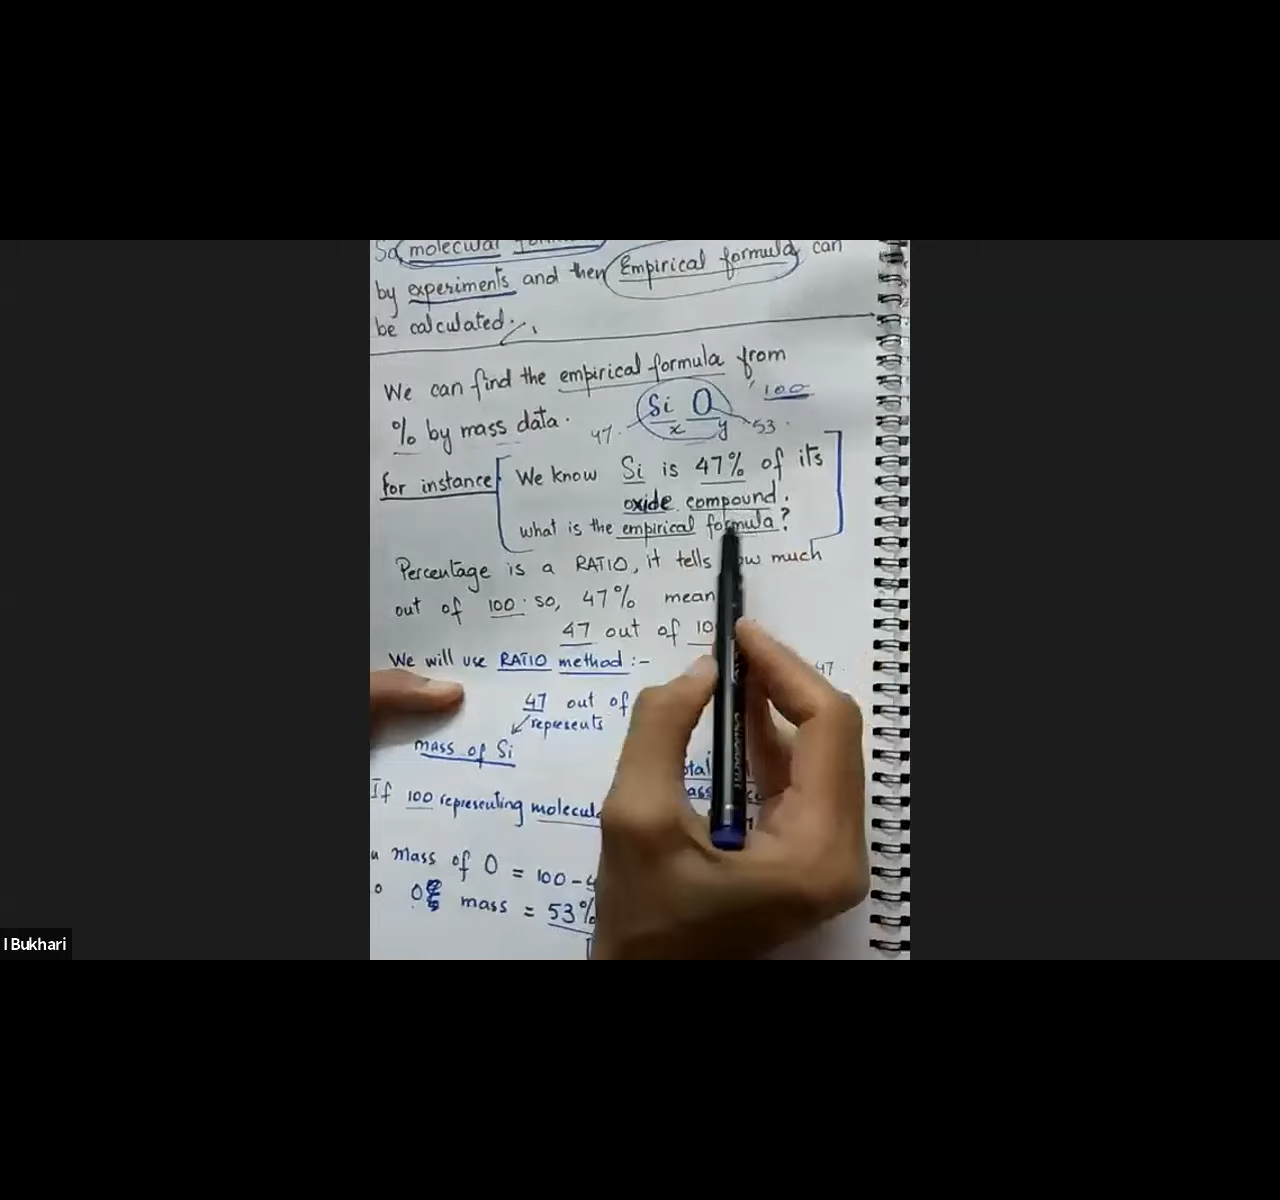 So molecular
by experiments and then Empirical formula can
be calculated.
We can find the empirical formula from
% by mass data.
Si O 100
47. x y 53.
for instance We know Si is 47% of its
oxide compound.
what is the empirical formula?
Percentage is a RATIO, it tells how much
out of 100. so, 47% mean
47 out of 10
We will use RATIO method :-
47.
47 out of
represents
mass of Si
If 100 representing molecul
mass of O = 100 -
O mass = 53%
I Bukhari